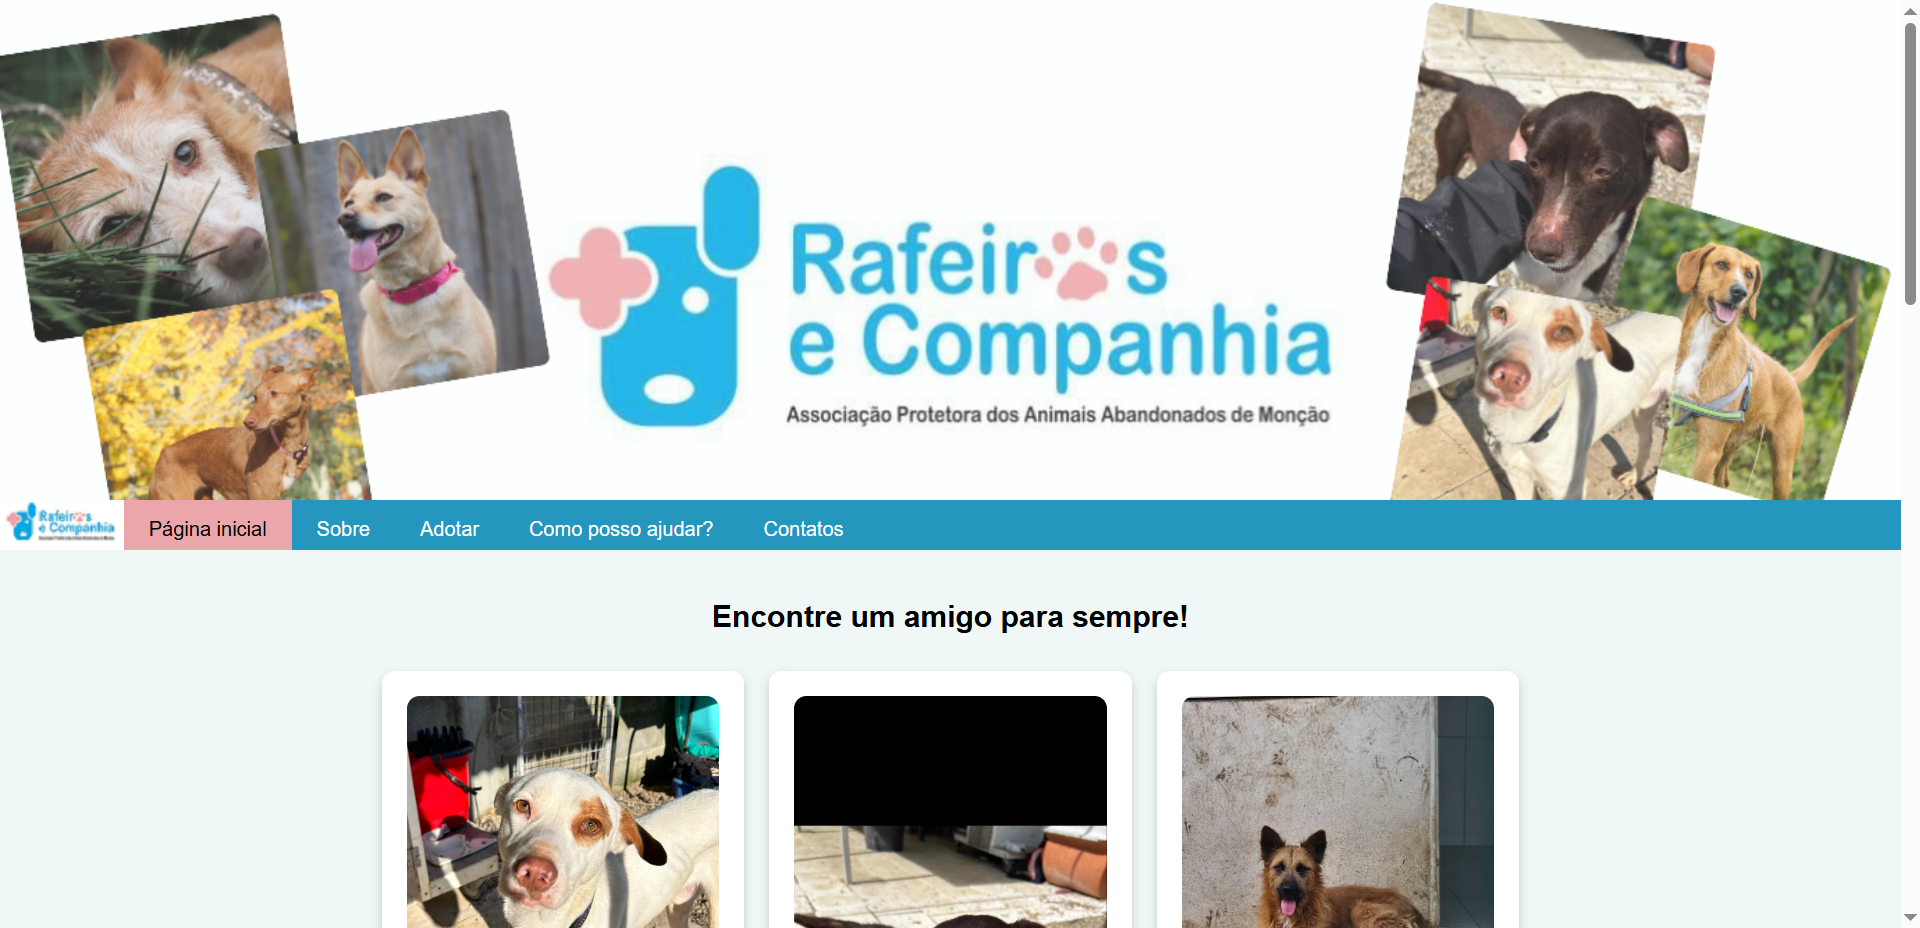 Rafeiros
e Companhia
Associação Protetora dos Animais Abandonados de Monção
Rafeiros
e Companhia
Página inicial
Sobre
Adotar
Como posso ajudar?
Contatos
Encontre um amigo para sempre!